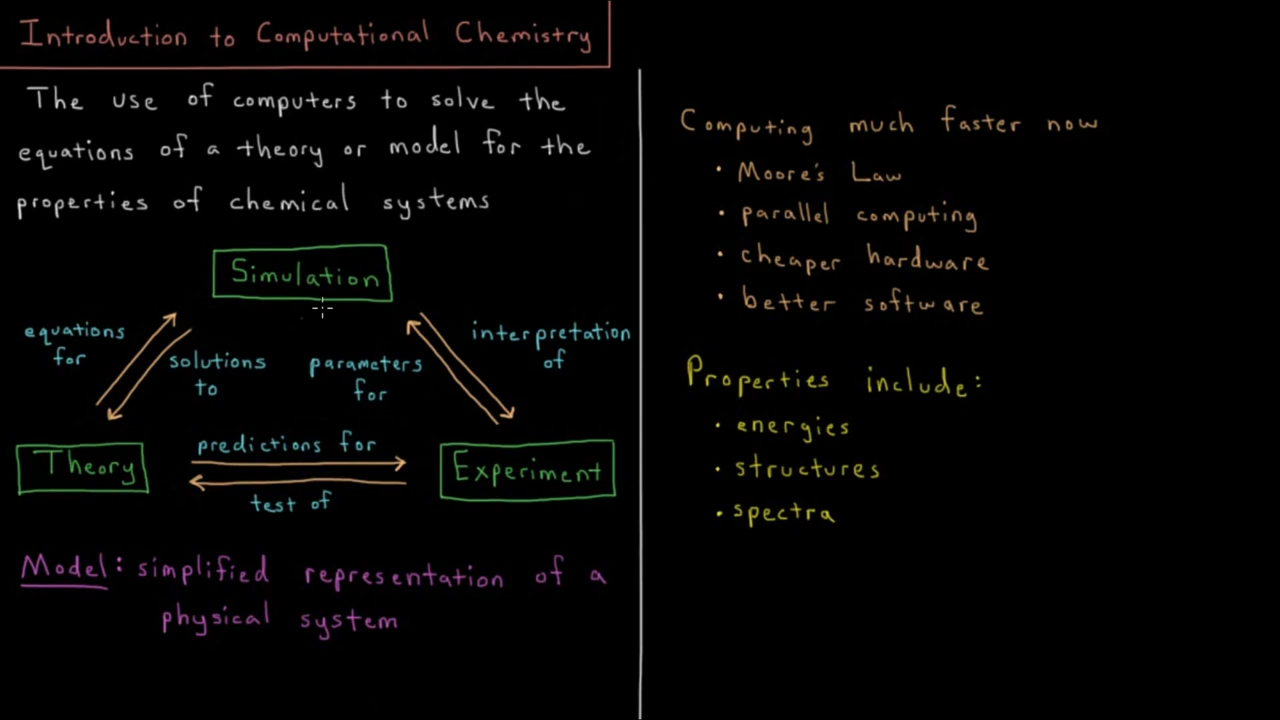 Introduction to Computational Chemistry
The use of computers to solve the
equations of a theory or model for the
properties of chemical systems
Simulation
equations
for
solutions
to
parameters
for
interpretation
of
Theory
predictions for
test of
Experiment
Model: simplified representation of a
physical system
Computing much faster now
• Moore's Law
• parallel computing
• cheaper hardware
• better software
Properties include:
• energies
• structures
• spectra